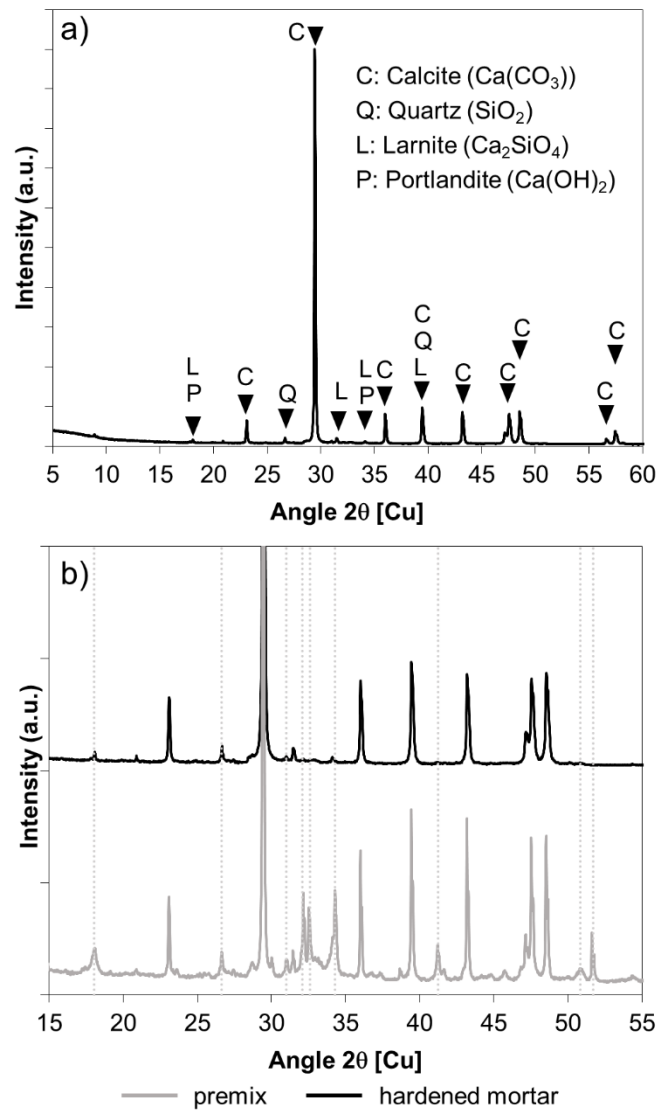 a)
C
C: Calcite (Ca(CO₃))
Q: Quartz (SiO₂)
L: Larnite (Ca₂SiO₄)
P: Portlandite (Ca(OH)₂)
Intensity (a.u.)
L
P
C
Q
L
L
P
C
C
Q
L
C
C
C
C
C
5 10 15 20 25 30 35 40 45 50 55 60
Angle 2θ [Cu]
b)
Intensity (a.u.)
15 20 25 30 35 40 45 50 55
Angle 2θ [Cu]
premix hardened mortar